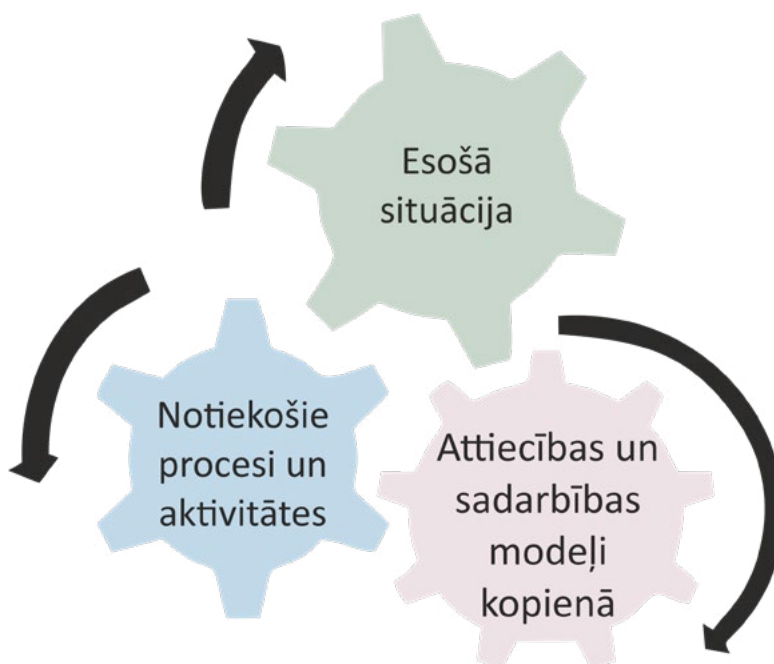 Esošā
situācija
Notiekošie
procesi un
aktivitātes
Attiecības un
sadarbības
modeļi
kopienā